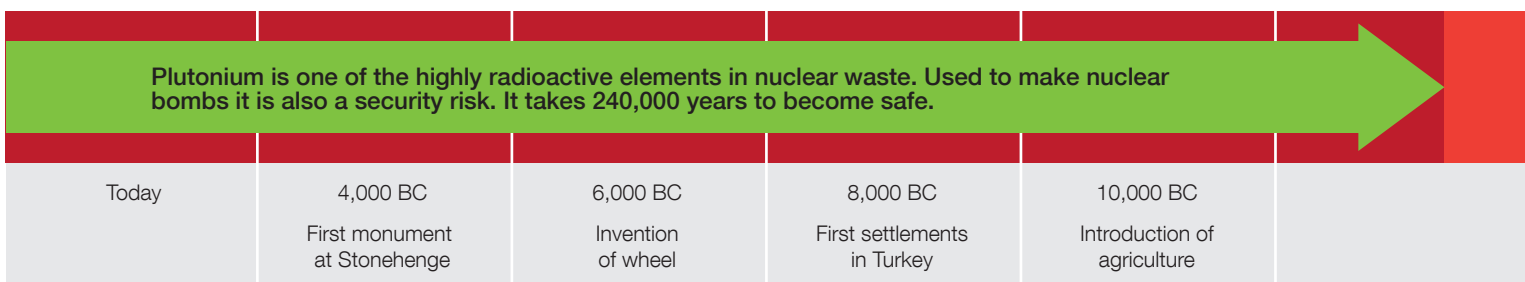 Plutonium is one of the highly radioactive elements in nuclear waste. Used to make nuclear
bombs it is also a security risk. It takes 240,000 years to become safe.
Today
4,000 BC
First monument
at Stonehenge
6,000 BC
Invention
of wheel
8,000 BC
First settlements
in Turkey
10,000 BC
Introduction of
agriculture